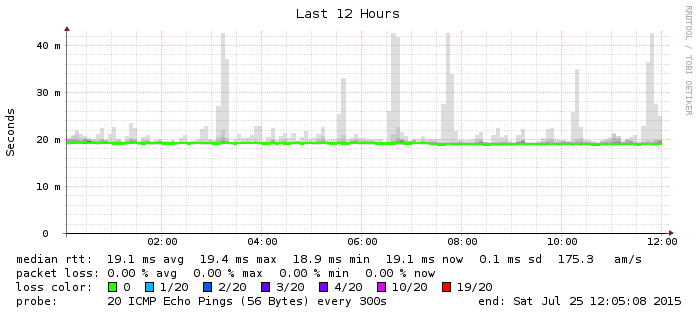 Last 12 Hours
RRDTOOL / TOBI OETIKER
Seconds
40 m
30 m
20 m
10 m
0
02:00 04:00 06:00 08:00 10:00 12:00
median rtt: 19.1 ms avg 19.4 ms max 18.9 ms min 19.1 ms now 0.1 ms sd 175.3 am/s
packet loss: 0.00 % avg 0.00 % max 0.00 % min 0.00 % now
loss color: 0 1/20 2/20 3/20 4/20 10/20 19/20
probe: 20 ICMP Echo Pings (56 Bytes) every 300s end: Sat Jul 25 12:05:08 2015